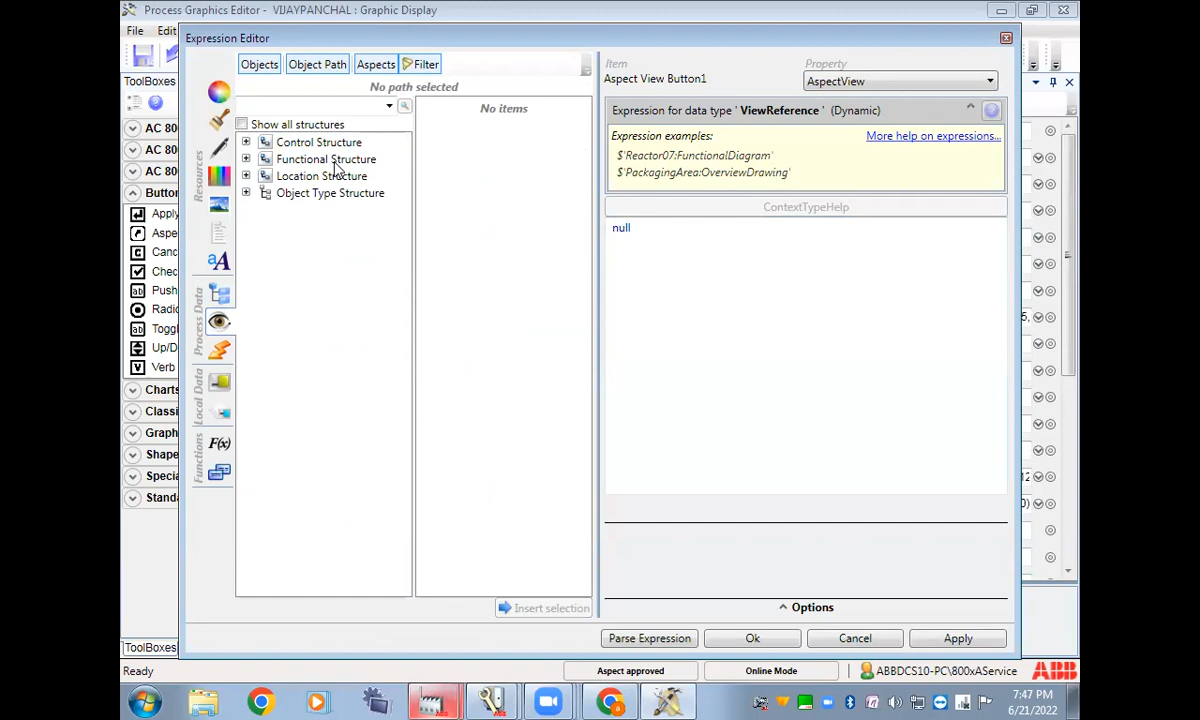 Process Graphics Editor - VIJAYPANCHAL : Graphic Display
File Edit
Expression Editor
ToolBoxes
AC 80
AC 80
AC 80
Button
Apply
Aspe
Canc
Chec
Push
Radio
Toggl
Up/D
Verb
Charts
Classi
Graph
Shape
Specia
Standa
ToolBoxes
Resources
Process Data
Local Data
Functions
aA
F(x)
Objects Object Path Aspects Filter
No path selected
Show all structures
Control Structure
Functional Structure
Location Structure
Object Type Structure
No items
Insert selection
Item
Aspect View Button1
Property
AspectView
Expression for data type ' ViewReference ' (Dynamic)
Expression examples:
More help on expressions...
$'Reactor07:FunctionalDiagram'
$'PackagingArea:OverviewDrawing'
ContextTypeHelp
null
Options
Parse Expression Ok Cancel Apply
Ready
Aspect approved
Online Mode
ABBDCS10-PC\800xAService
ABB
7:47 PM
6/21/2022